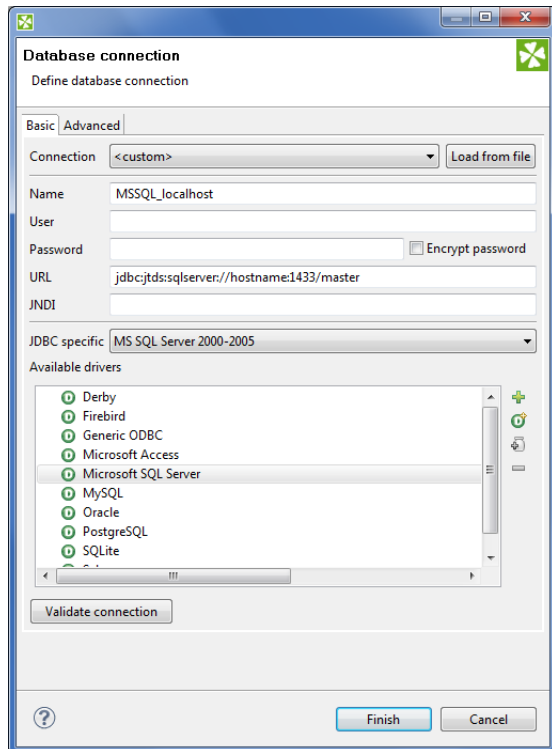 Database connection
Define database connection
Basic Advanced
Connection <custom> Load from file
Name MSSQL_localhost
User
Password Encrypt password
URL jdbc:jtds:sqlserver://hostname:1433/master
JNDI
JDBC specific MS SQL Server 2000-2005
Available drivers
Derby
Firebird
Generic ODBC
Microsoft Access
Microsoft SQL Server
MySQL
Oracle
PostgreSQL
SQLite
Validate connection
Finish Cancel